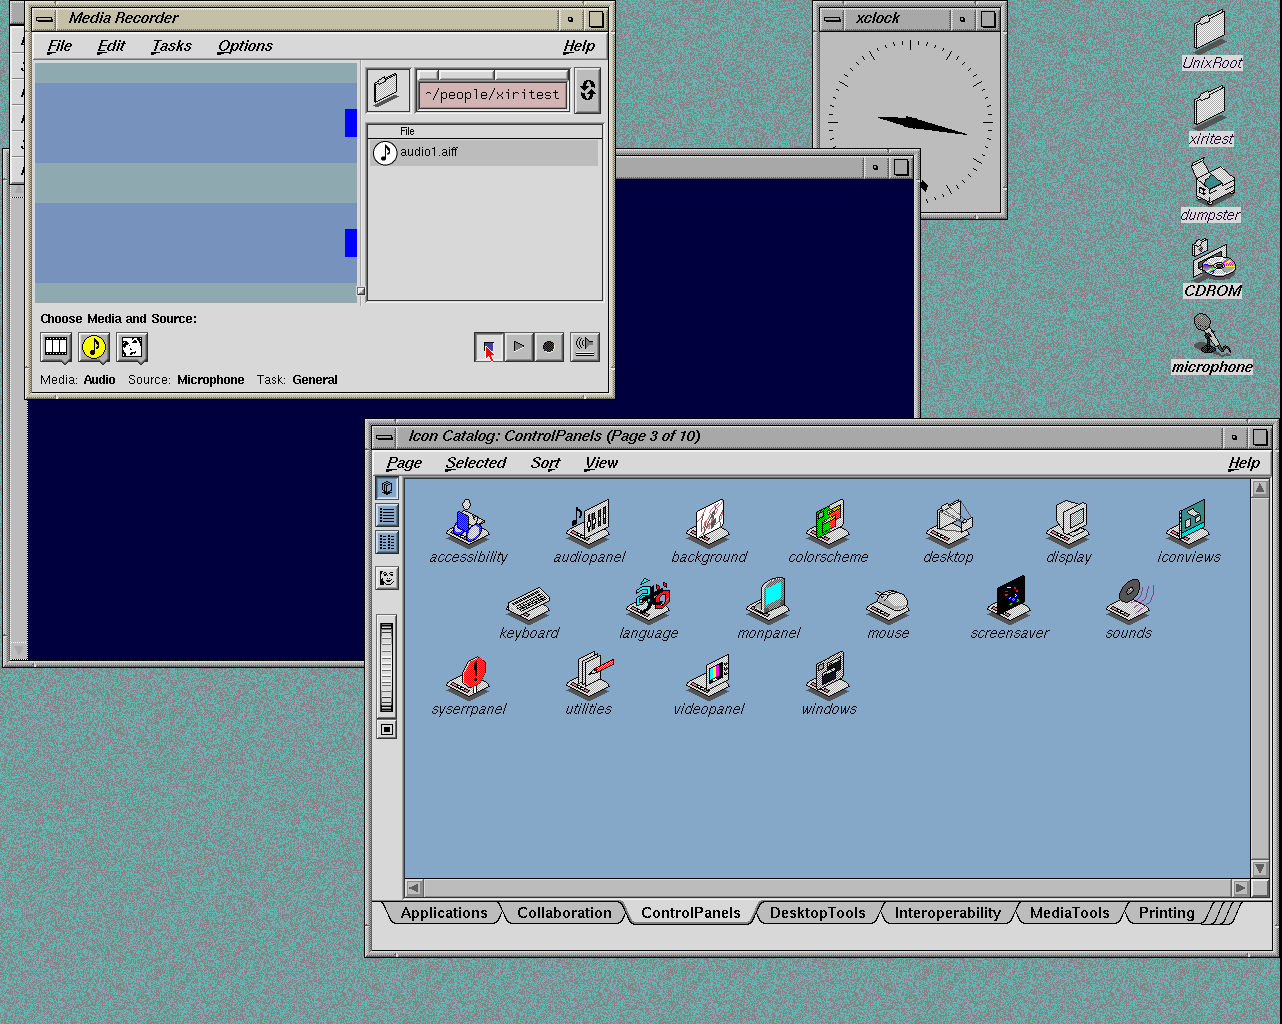 Media Recorder
File Edit Tasks Options Help
~/people/xiritest
File
audio1.aiff
Choose Media and Source:
Media: Audio Source: Microphone Task: General
xclock
UnixRoot
xiritest
dumpster
CDROM
microphone
Icon Catalog: ControlPanels (Page 3 of 10)
Page Selected Sort View Help
accessibility audiopanel background colorscheme desktop display iconviews
keyboard language monpanel mouse screensaver sounds
syserrpanel utilities videopanel windows
Applications Collaboration ControlPanels DesktopTools Interoperability MediaTools Printing